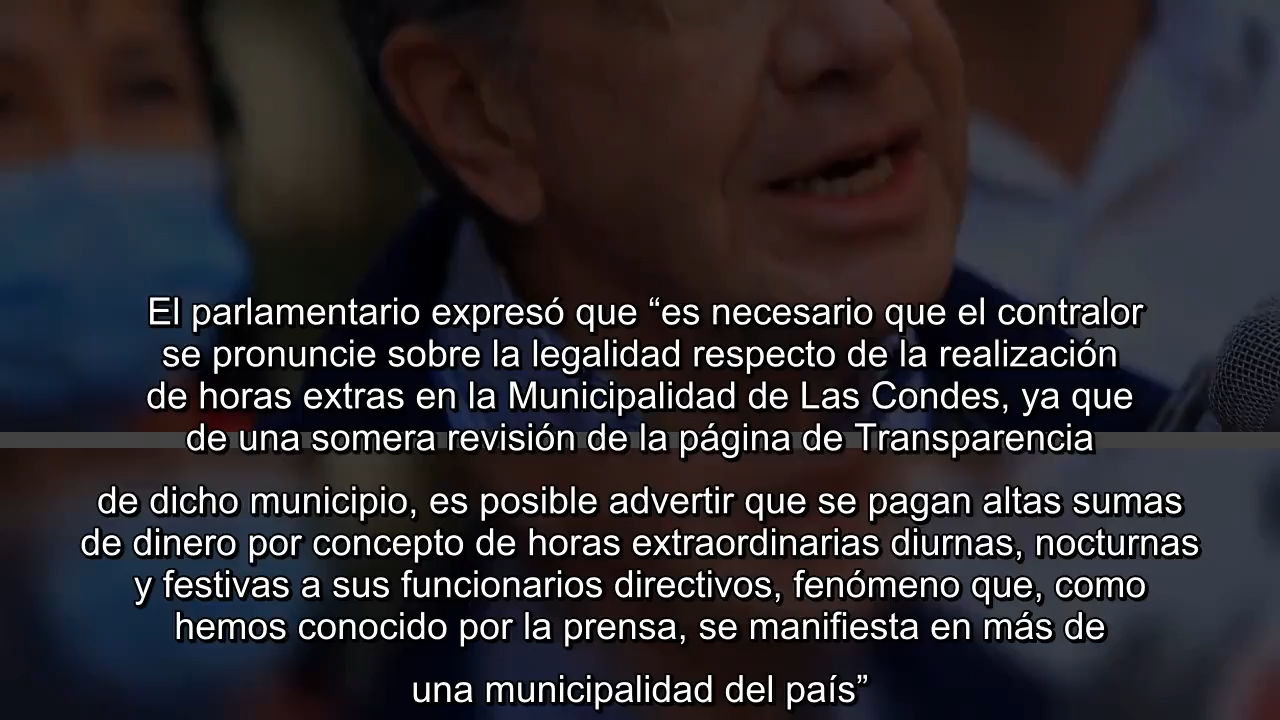 El parlamentario expresó que “es necesario que el contralor
se pronuncie sobre la legalidad respecto de la realización
de horas extras en la Municipalidad de Las Condes, ya que
de una somera revisión de la página de Transparencia
de dicho municipio, es posible advertir que se pagan altas sumas
de dinero por concepto de horas extraordinarias diurnas, nocturnas
y festivas a sus funcionarios directivos, fenómeno que, como
hemos conocido por la prensa, se manifiesta en más de
una municipalidad del país”